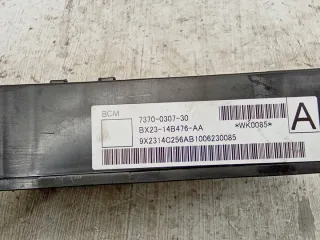 BCM
7370-0307-30
BX23-14B476-AA
9X2314C256AB1006230085
*WK0085*
A